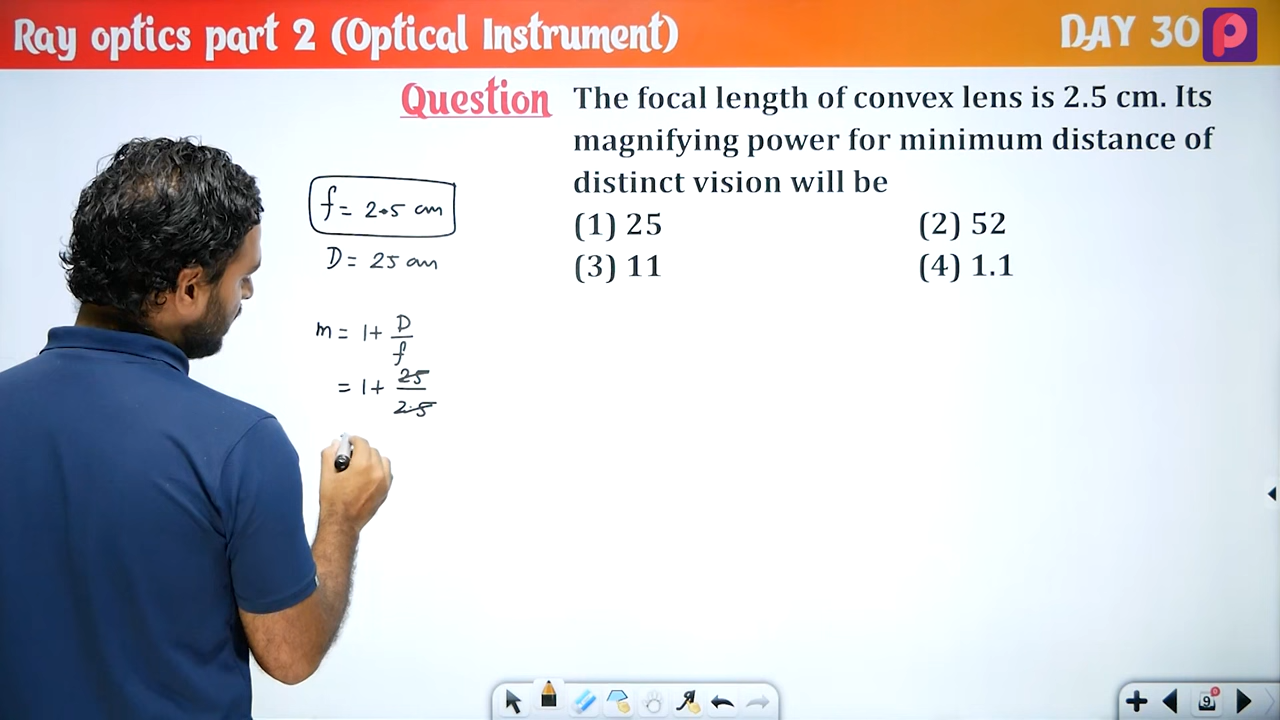 Ray optics part 2 (Optical Instrument)
DAY 30
Question
The focal length of convex lens is 2.5 cm. Its
magnifying power for minimum distance of
distinct vision will be
(1) 25
(2) 52
(3) 11
(4) 1.1
f = 2.5 cm
D = 25 cm
m = 1 + D/f
= 1 + 25/2.5
9